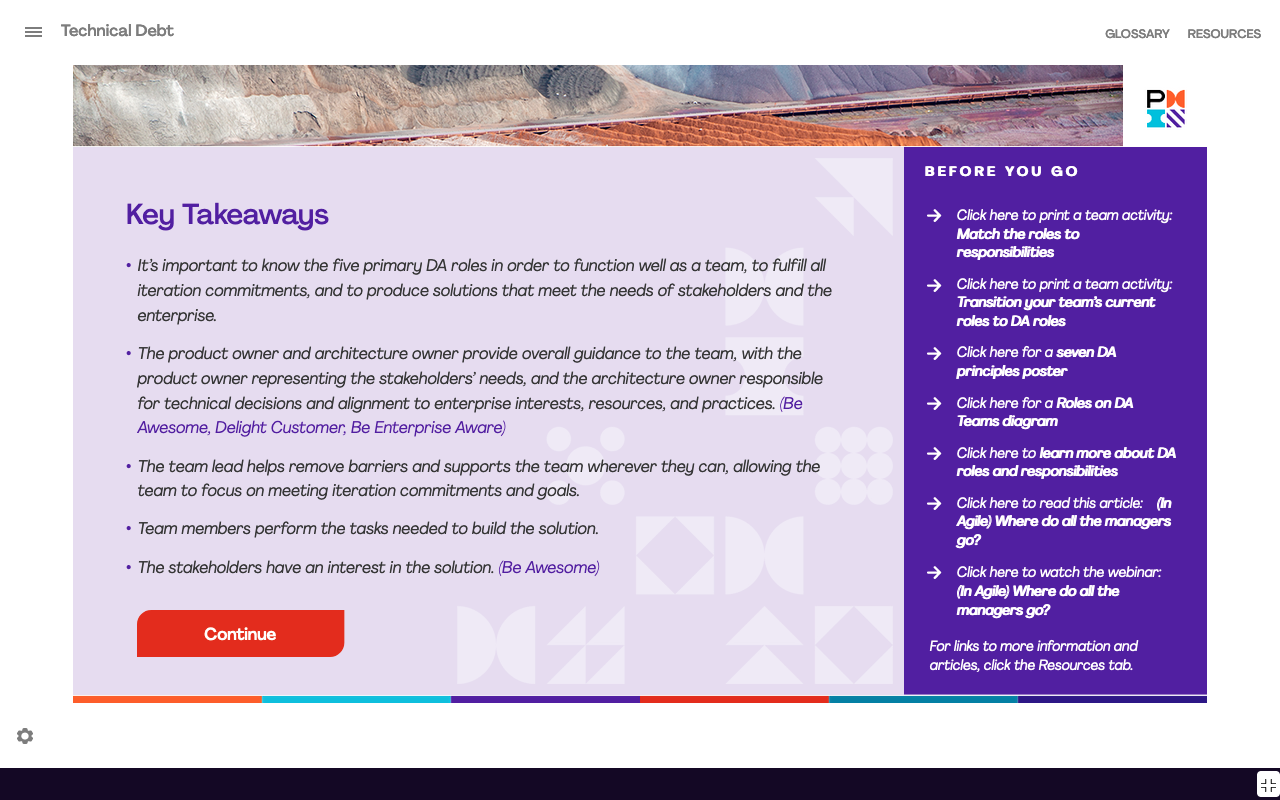 Technical Debt
GLOSSARY RESOURCES
BEFORE YOU GO
Key Takeaways
• It's important to know the five primary DA roles in order to function well as a team, to fulfill all
iteration commitments, and to produce solutions that meet the needs of stakeholders and the
enterprise.
• The product owner and architecture owner provide overall guidance to the team, with the
product owner representing the stakeholders' needs, and the architecture owner responsible
for technical decisions and alignment to enterprise interests, resources, and practices. (Be
Awesome, Delight Customer, Be Enterprise Aware)
• The team lead helps remove barriers and supports the team wherever they can, allowing the
team to focus on meeting iteration commitments and goals.
• Team members perform the tasks needed to build the solution.
• The stakeholders have an interest in the solution. (Be Awesome)
Continue
Click here to print a team activity:
Match the roles to
responsibilities
Click here to print a team activity:
Transition your team's current
roles to DA roles
Click here for a seven DA
principles poster
Click here for a Roles on DA
Teams diagram
Click here to learn more about DA
roles and responsibilities
Click here to read this article: (In
Agile) Where do all the managers
go?
Click here to watch the webinar:
(In Agile) Where do all the
managers go?
For links to more information and
articles, click the Resources tab.